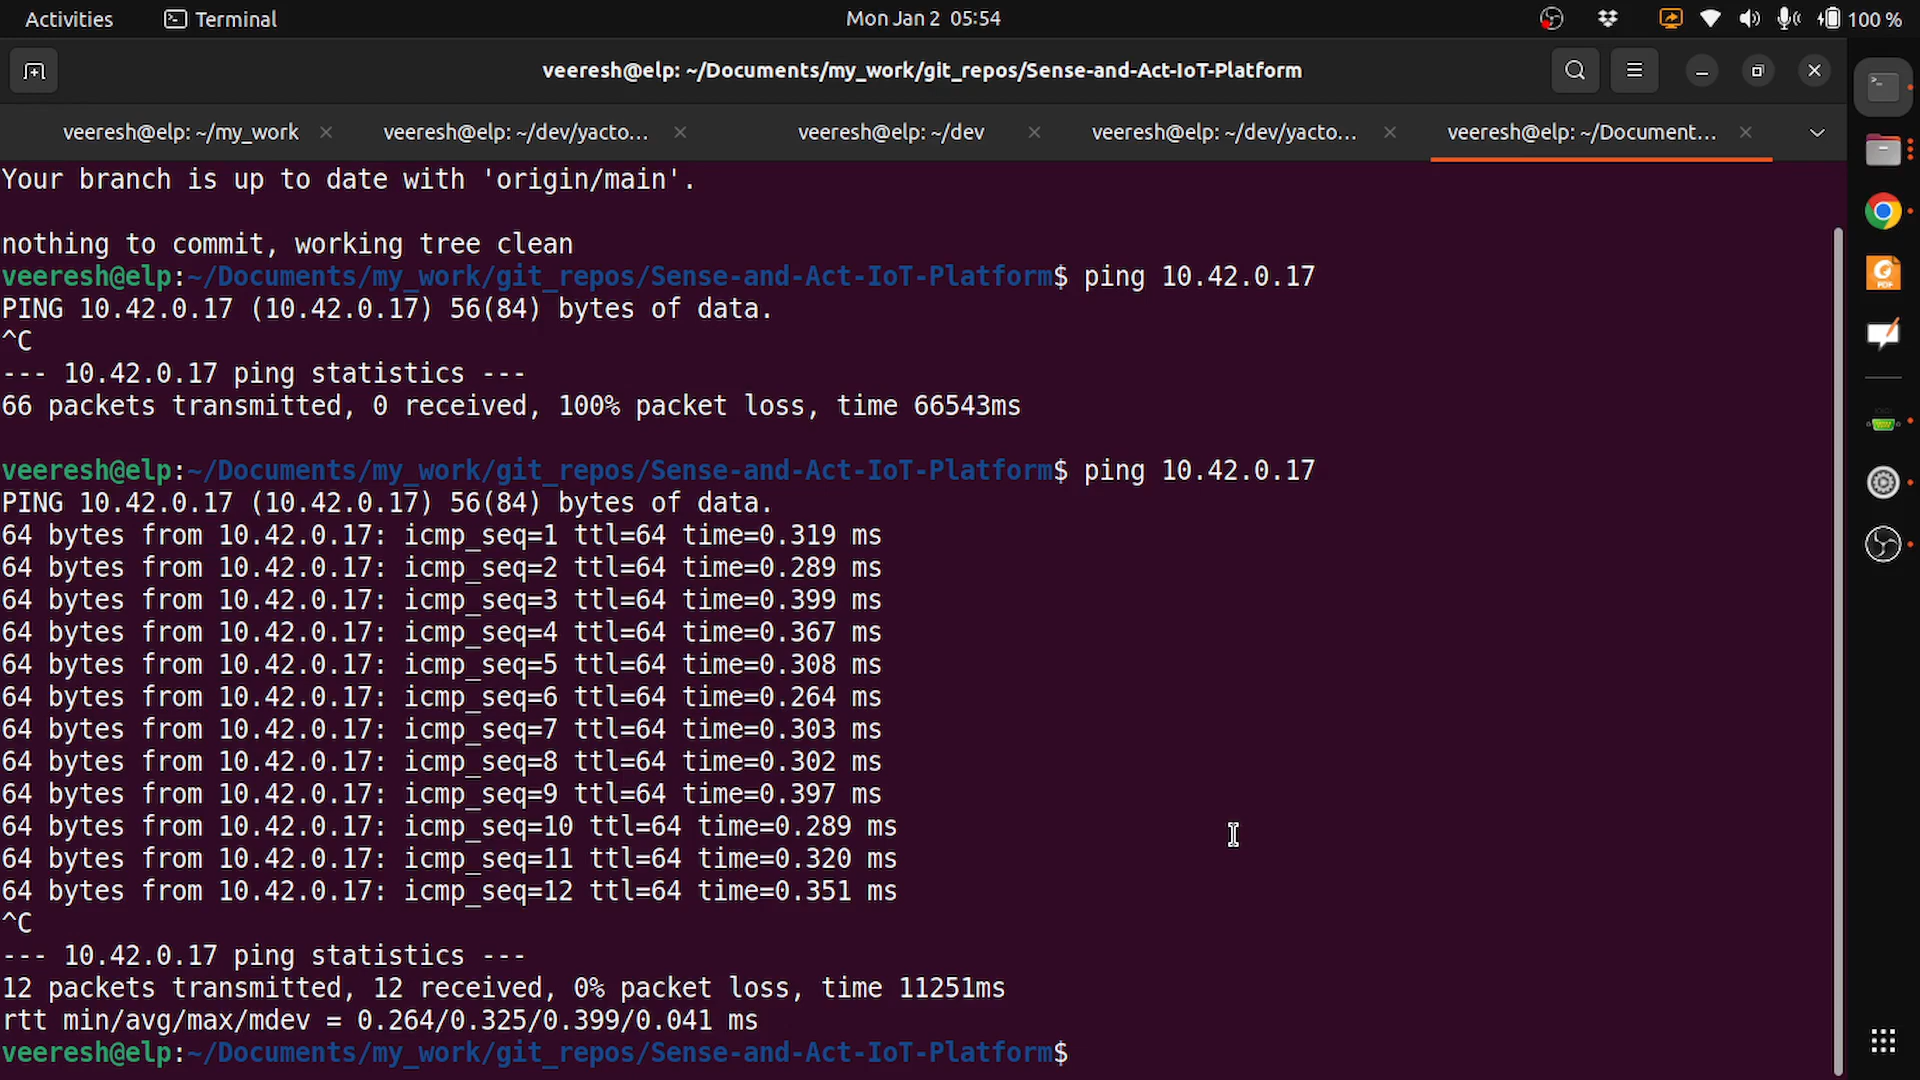 Activities Terminal Mon Jan 2 05:54 100 %
veeresh@elp: ~/Documents/my_work/git_repos/Sense-and-Act-IoT-Platform
veeresh@elp: ~/my_work veeresh@elp: ~/dev/yacto... veeresh@elp: ~/dev veeresh@elp: ~/dev/yacto... veeresh@elp: ~/Document...
Your branch is up to date with 'origin/main'.
nothing to commit, working tree clean
veeresh@elp:~/Documents/my_work/git_repos/Sense-and-Act-IoT-Platform$ ping 10.42.0.17
PING 10.42.0.17 (10.42.0.17) 56(84) bytes of data.
^C
--- 10.42.0.17 ping statistics ---
66 packets transmitted, 0 received, 100% packet loss, time 66543ms
veeresh@elp:~/Documents/my_work/git_repos/Sense-and-Act-IoT-Platform$ ping 10.42.0.17
PING 10.42.0.17 (10.42.0.17) 56(84) bytes of data.
64 bytes from 10.42.0.17: icmp_seq=1 ttl=64 time=0.319 ms
64 bytes from 10.42.0.17: icmp_seq=2 ttl=64 time=0.289 ms
64 bytes from 10.42.0.17: icmp_seq=3 ttl=64 time=0.399 ms
64 bytes from 10.42.0.17: icmp_seq=4 ttl=64 time=0.367 ms
64 bytes from 10.42.0.17: icmp_seq=5 ttl=64 time=0.308 ms
64 bytes from 10.42.0.17: icmp_seq=6 ttl=64 time=0.264 ms
64 bytes from 10.42.0.17: icmp_seq=7 ttl=64 time=0.303 ms
64 bytes from 10.42.0.17: icmp_seq=8 ttl=64 time=0.302 ms
64 bytes from 10.42.0.17: icmp_seq=9 ttl=64 time=0.397 ms
64 bytes from 10.42.0.17: icmp_seq=10 ttl=64 time=0.289 ms
64 bytes from 10.42.0.17: icmp_seq=11 ttl=64 time=0.320 ms
64 bytes from 10.42.0.17: icmp_seq=12 ttl=64 time=0.351 ms
^C
--- 10.42.0.17 ping statistics ---
12 packets transmitted, 12 received, 0% packet loss, time 11251ms
rtt min/avg/max/mdev = 0.264/0.325/0.399/0.041 ms
veeresh@elp:~/Documents/my_work/git_repos/Sense-and-Act-IoT-Platform$